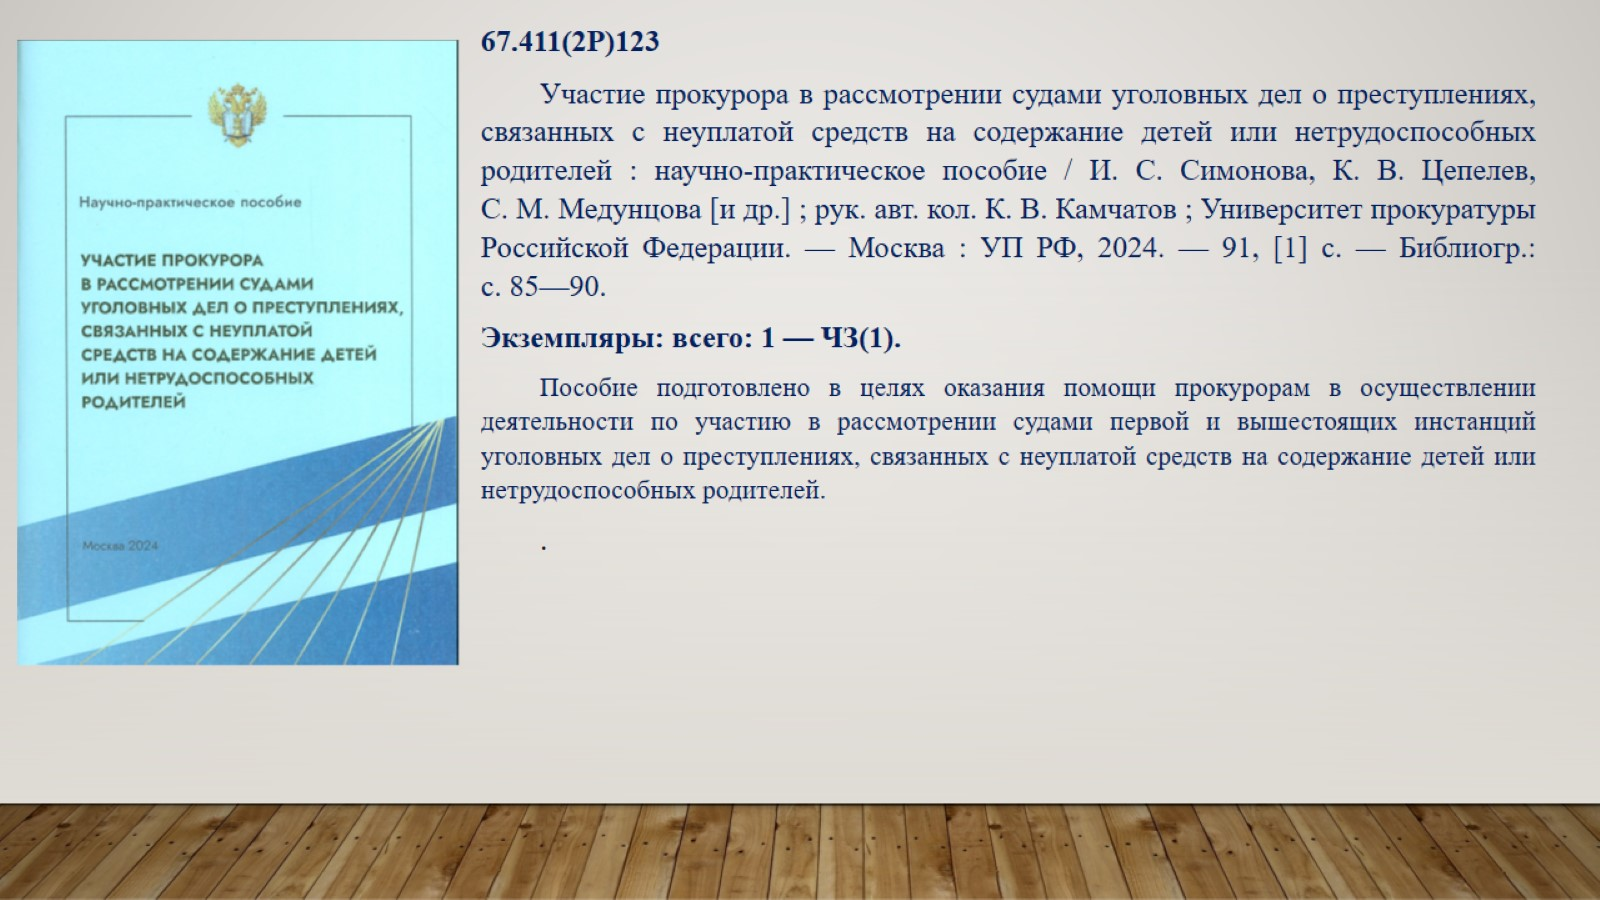 Научно-практическое пособие
УЧАСТИЕ ПРОКУРОРА
В РАССМОТРЕНИИ СУДАМИ
УГОЛОВНЫХ ДЕЛ О ПРЕСТУПЛЕНИЯХ,
СВЯЗАННЫХ С НЕУПЛАТОЙ
СРЕДСТВ НА СОДЕРЖАНИЕ ДЕТЕЙ
ИЛИ НЕТРУДОСПОСОБНЫХ
РОДИТЕЛЕЙ
Москва 2024
67.411(2Р)123
Участие прокурора в рассмотрении судами уголовных дел о преступлениях,
связанных с неуплатой средств на содержание детей или нетрудоспособных
родителей : научно-практическое пособие / И. С. Симонова, К. В. Цепелев,
С. М. Медунцова [и др.] ; рук. авт. кол. К. В. Камчатов ; Университет прокуратуры
Российской Федерации. — Москва : УП РФ, 2024. — 91, [1] с. — Библиогр.:
с. 85—90.
Экземпляры: всего: 1 — ЧЗ(1).
Пособие подготовлено в целях оказания помощи прокурорам в осуществлении
деятельности по участию в рассмотрении судами первой и вышестоящих инстанций
уголовных дел о преступлениях, связанных с неуплатой средств на содержание детей или
нетрудоспособных родителей.
.